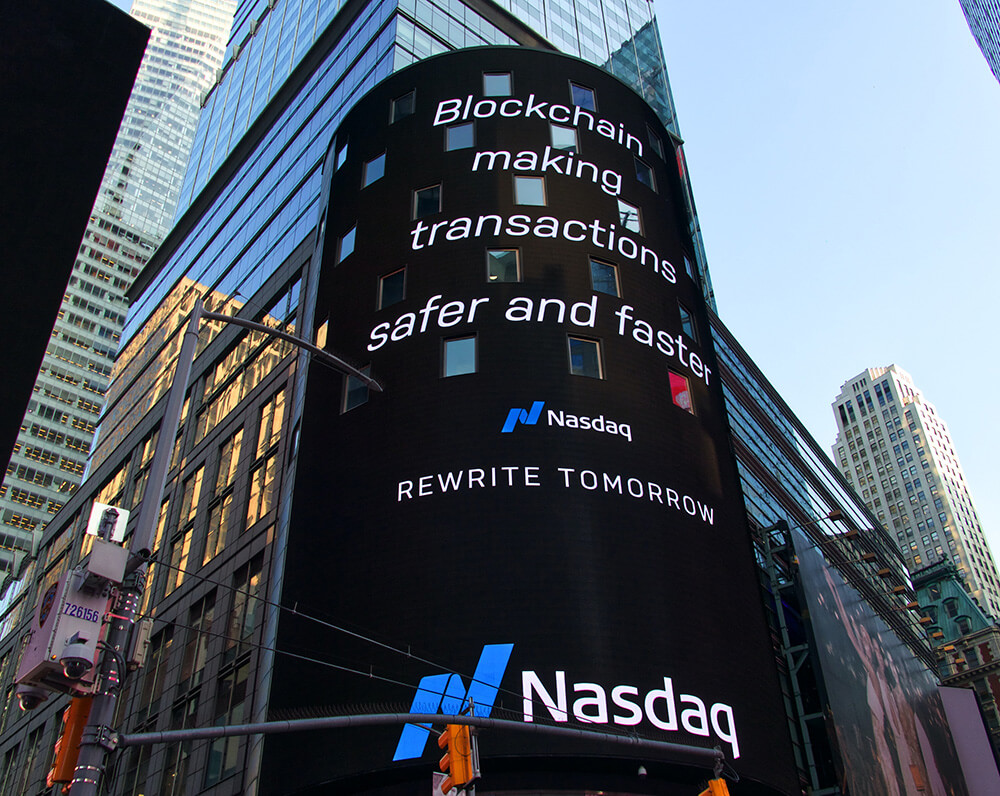 Blockchain
making
transactions
safer and faster
Nasdaq
REWRITE TOMORROW
Nasdaq
726156